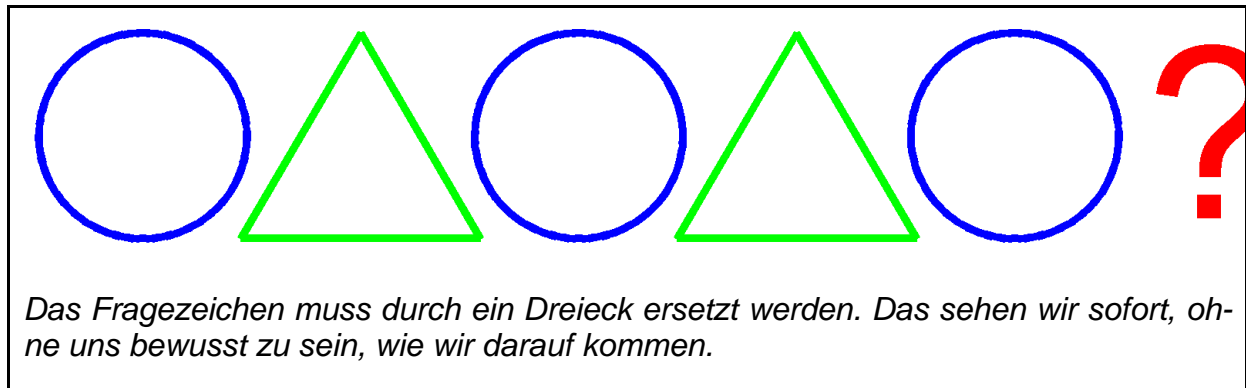 ?
Das Fragezeichen muss durch ein Dreieck ersetzt werden. Das sehen wir sofort, oh-
ne uns bewusst zu sein, wie wir darauf kommen.